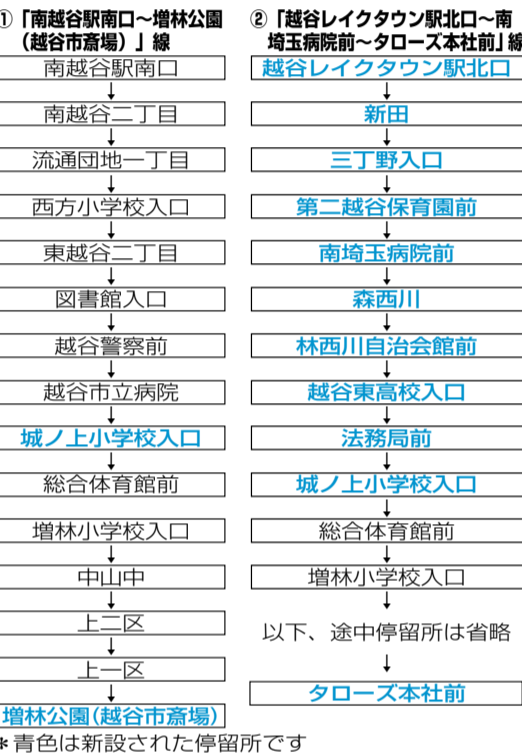 ①「南越谷駅南口～増林公園
（越谷市斎場）」線
南越谷駅南口
南越谷二丁目
流通団地一丁目
西方小学校入口
東越谷二丁目
図書館入口
越谷警察前
越谷市立病院
城ノ上小学校入口
総合体育館前
増林小学校入口
中山中
上二区
上一区
増林公園(越谷市斎場)
②「越谷レイクタウン駅北口～南
埼玉病院前～タローズ本社前」線
越谷レイクタウン駅北口
新田
三丁野入口
第二越谷保育園前
南埼玉病院前
森西川
林西川自治会館前
越谷東高校入口
法務局前
城ノ上小学校入口
総合体育館前
増林小学校入口
以下、途中停留所は省略
タローズ本社前
＊青色は新設された停留所です